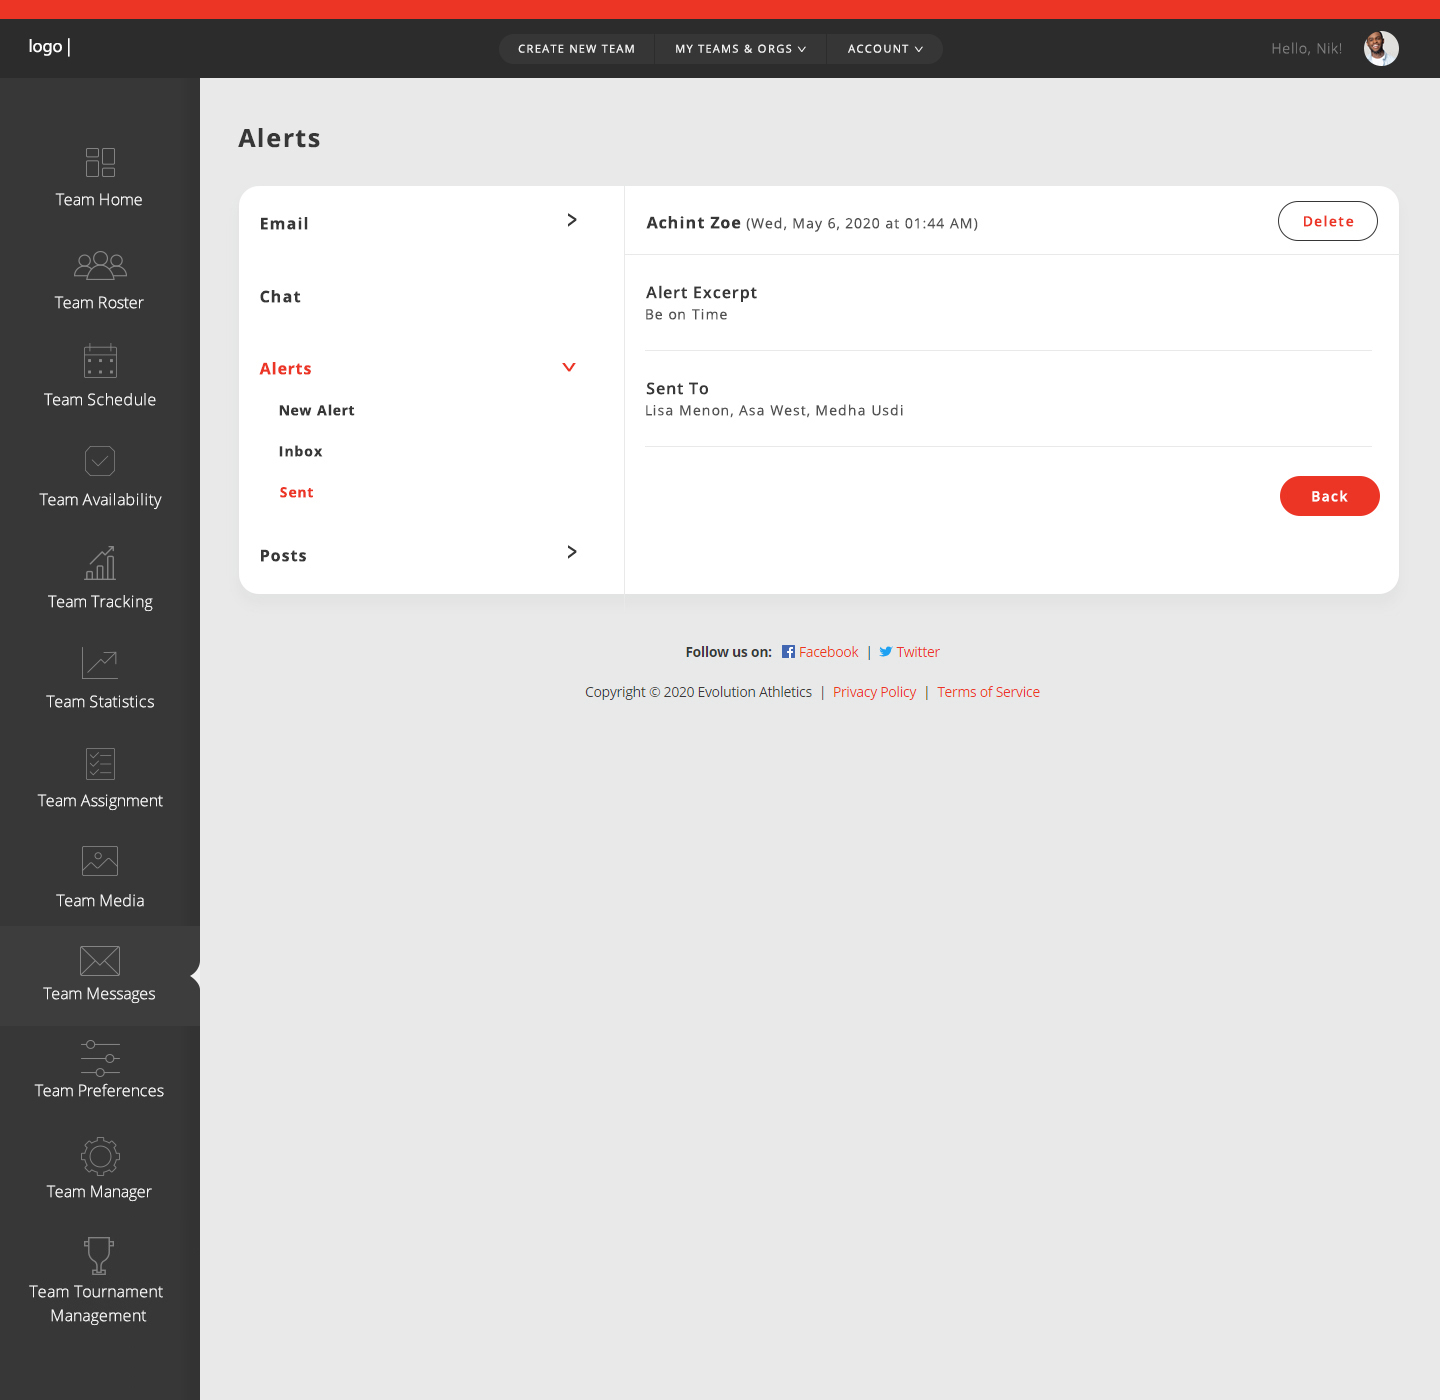 logo |
CREATE NEW TEAM
MY TEAMS & ORGS
ACCOUNT
Hello, Nik!
Team Home
Team Roster
Team Schedule
Team Availability
Team Tracking
Team Statistics
Team Assignment
Team Media
Team Messages
Team Preferences
Team Manager
Team Tournament
Management
Alerts
Email
Chat
Alerts
New Alert
Inbox
Sent
Posts
Achint Zoe (Wed, May 6, 2020 at 01:44 AM)
Delete
Alert Excerpt
Be on Time
Sent To
Lisa Menon, Asa West, Medha Usdi
Back
Follow us on: Facebook | Twitter
Copyright © 2020 Evolution Athletics | Privacy Policy | Terms of Service